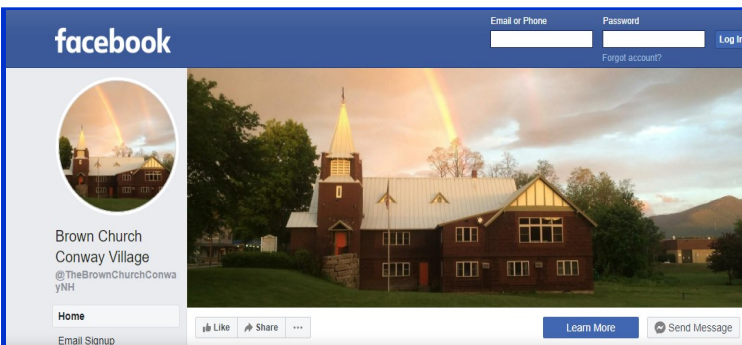 Email or Phone Password
facebook
Log In
Forgot account?
Brown Church
Conway Village
@TheBrownChurchConwa
yNH
Home
Email Signup
Like Share ...
Learn More Send Message